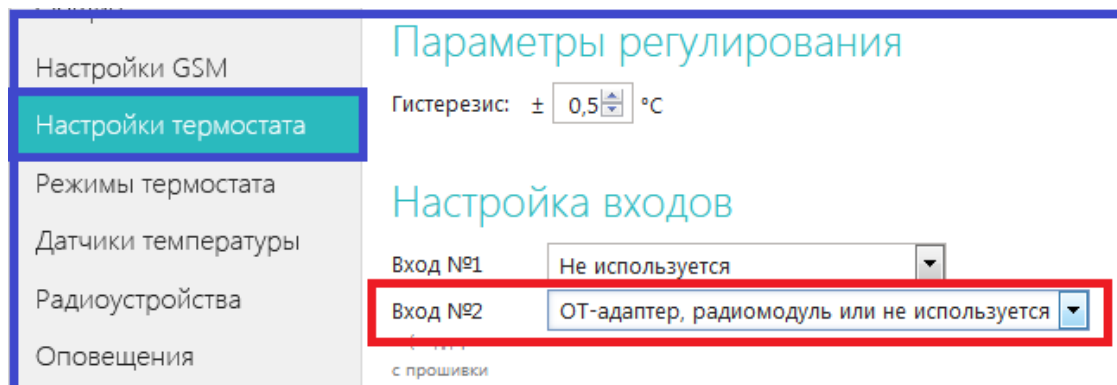 Настройки GSM
Настройки термостата
Режимы термостата
Датчики температуры
Радиоустройства
Оповещения
Параметры регулирования
Гистерезис: ± 0,5 °C
Настройка входов
Вход №1 Не используется
Вход №2 ОТ-адаптер, радиомодуль или не используется
с прошивки